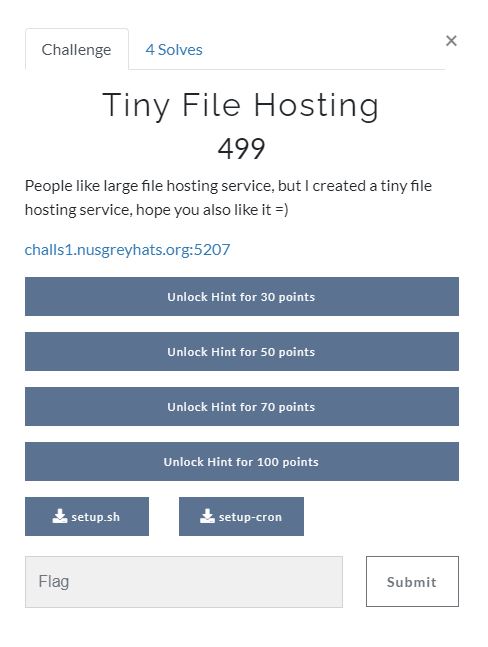 Challenge
4 Solves
×
Tiny File Hosting
499
People like large file hosting service, but I created a tiny file
hosting service, hope you also like it =)
challs1.nusgreyhats.org:5207
Unlock Hint for 30 points
Unlock Hint for 50 points
Unlock Hint for 70 points
Unlock Hint for 100 points
setup.sh
setup-cron
Flag
Submit